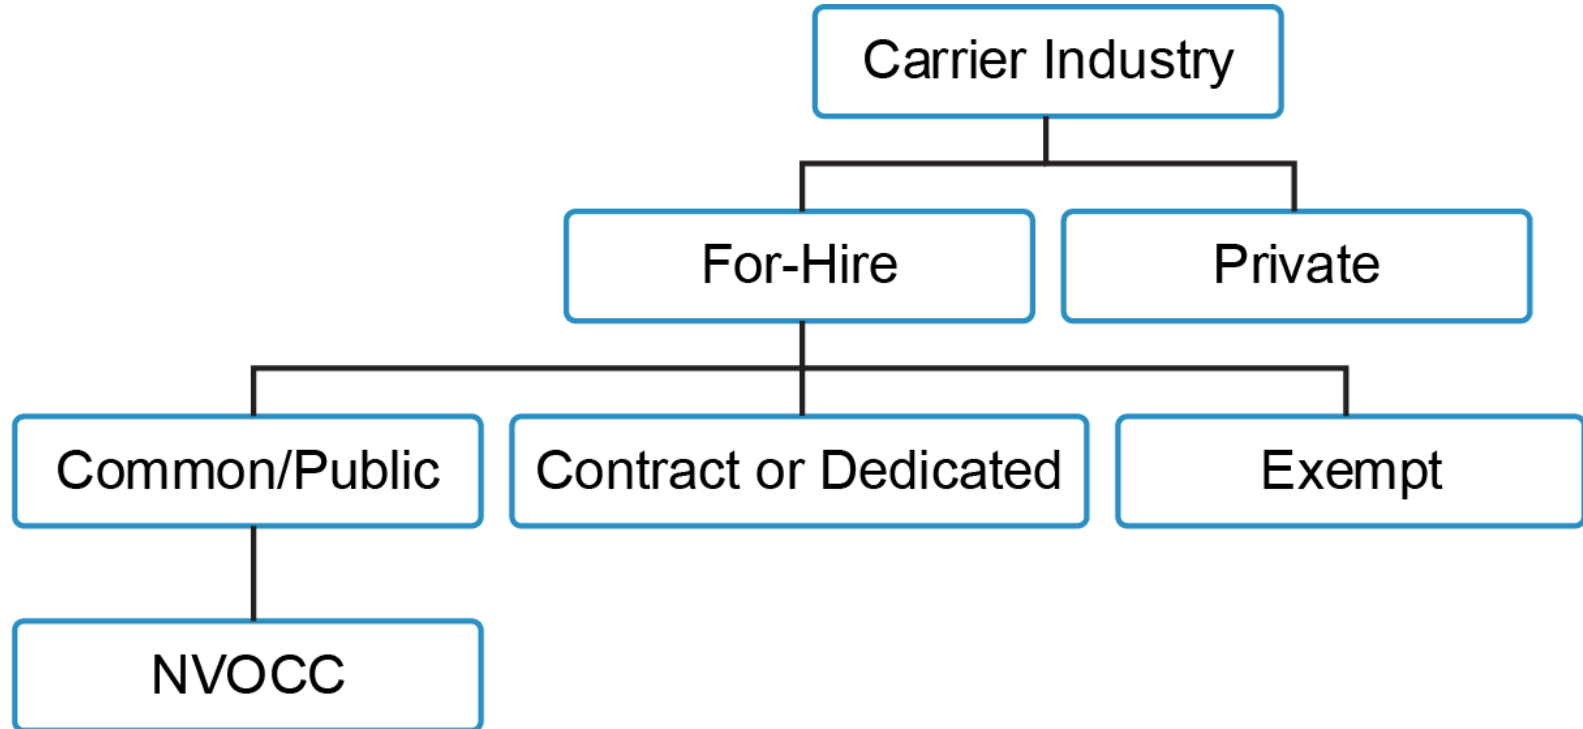 Carrier Industry
For-Hire
Private
Common/Public
Contract or Dedicated
Exempt
NVOCC